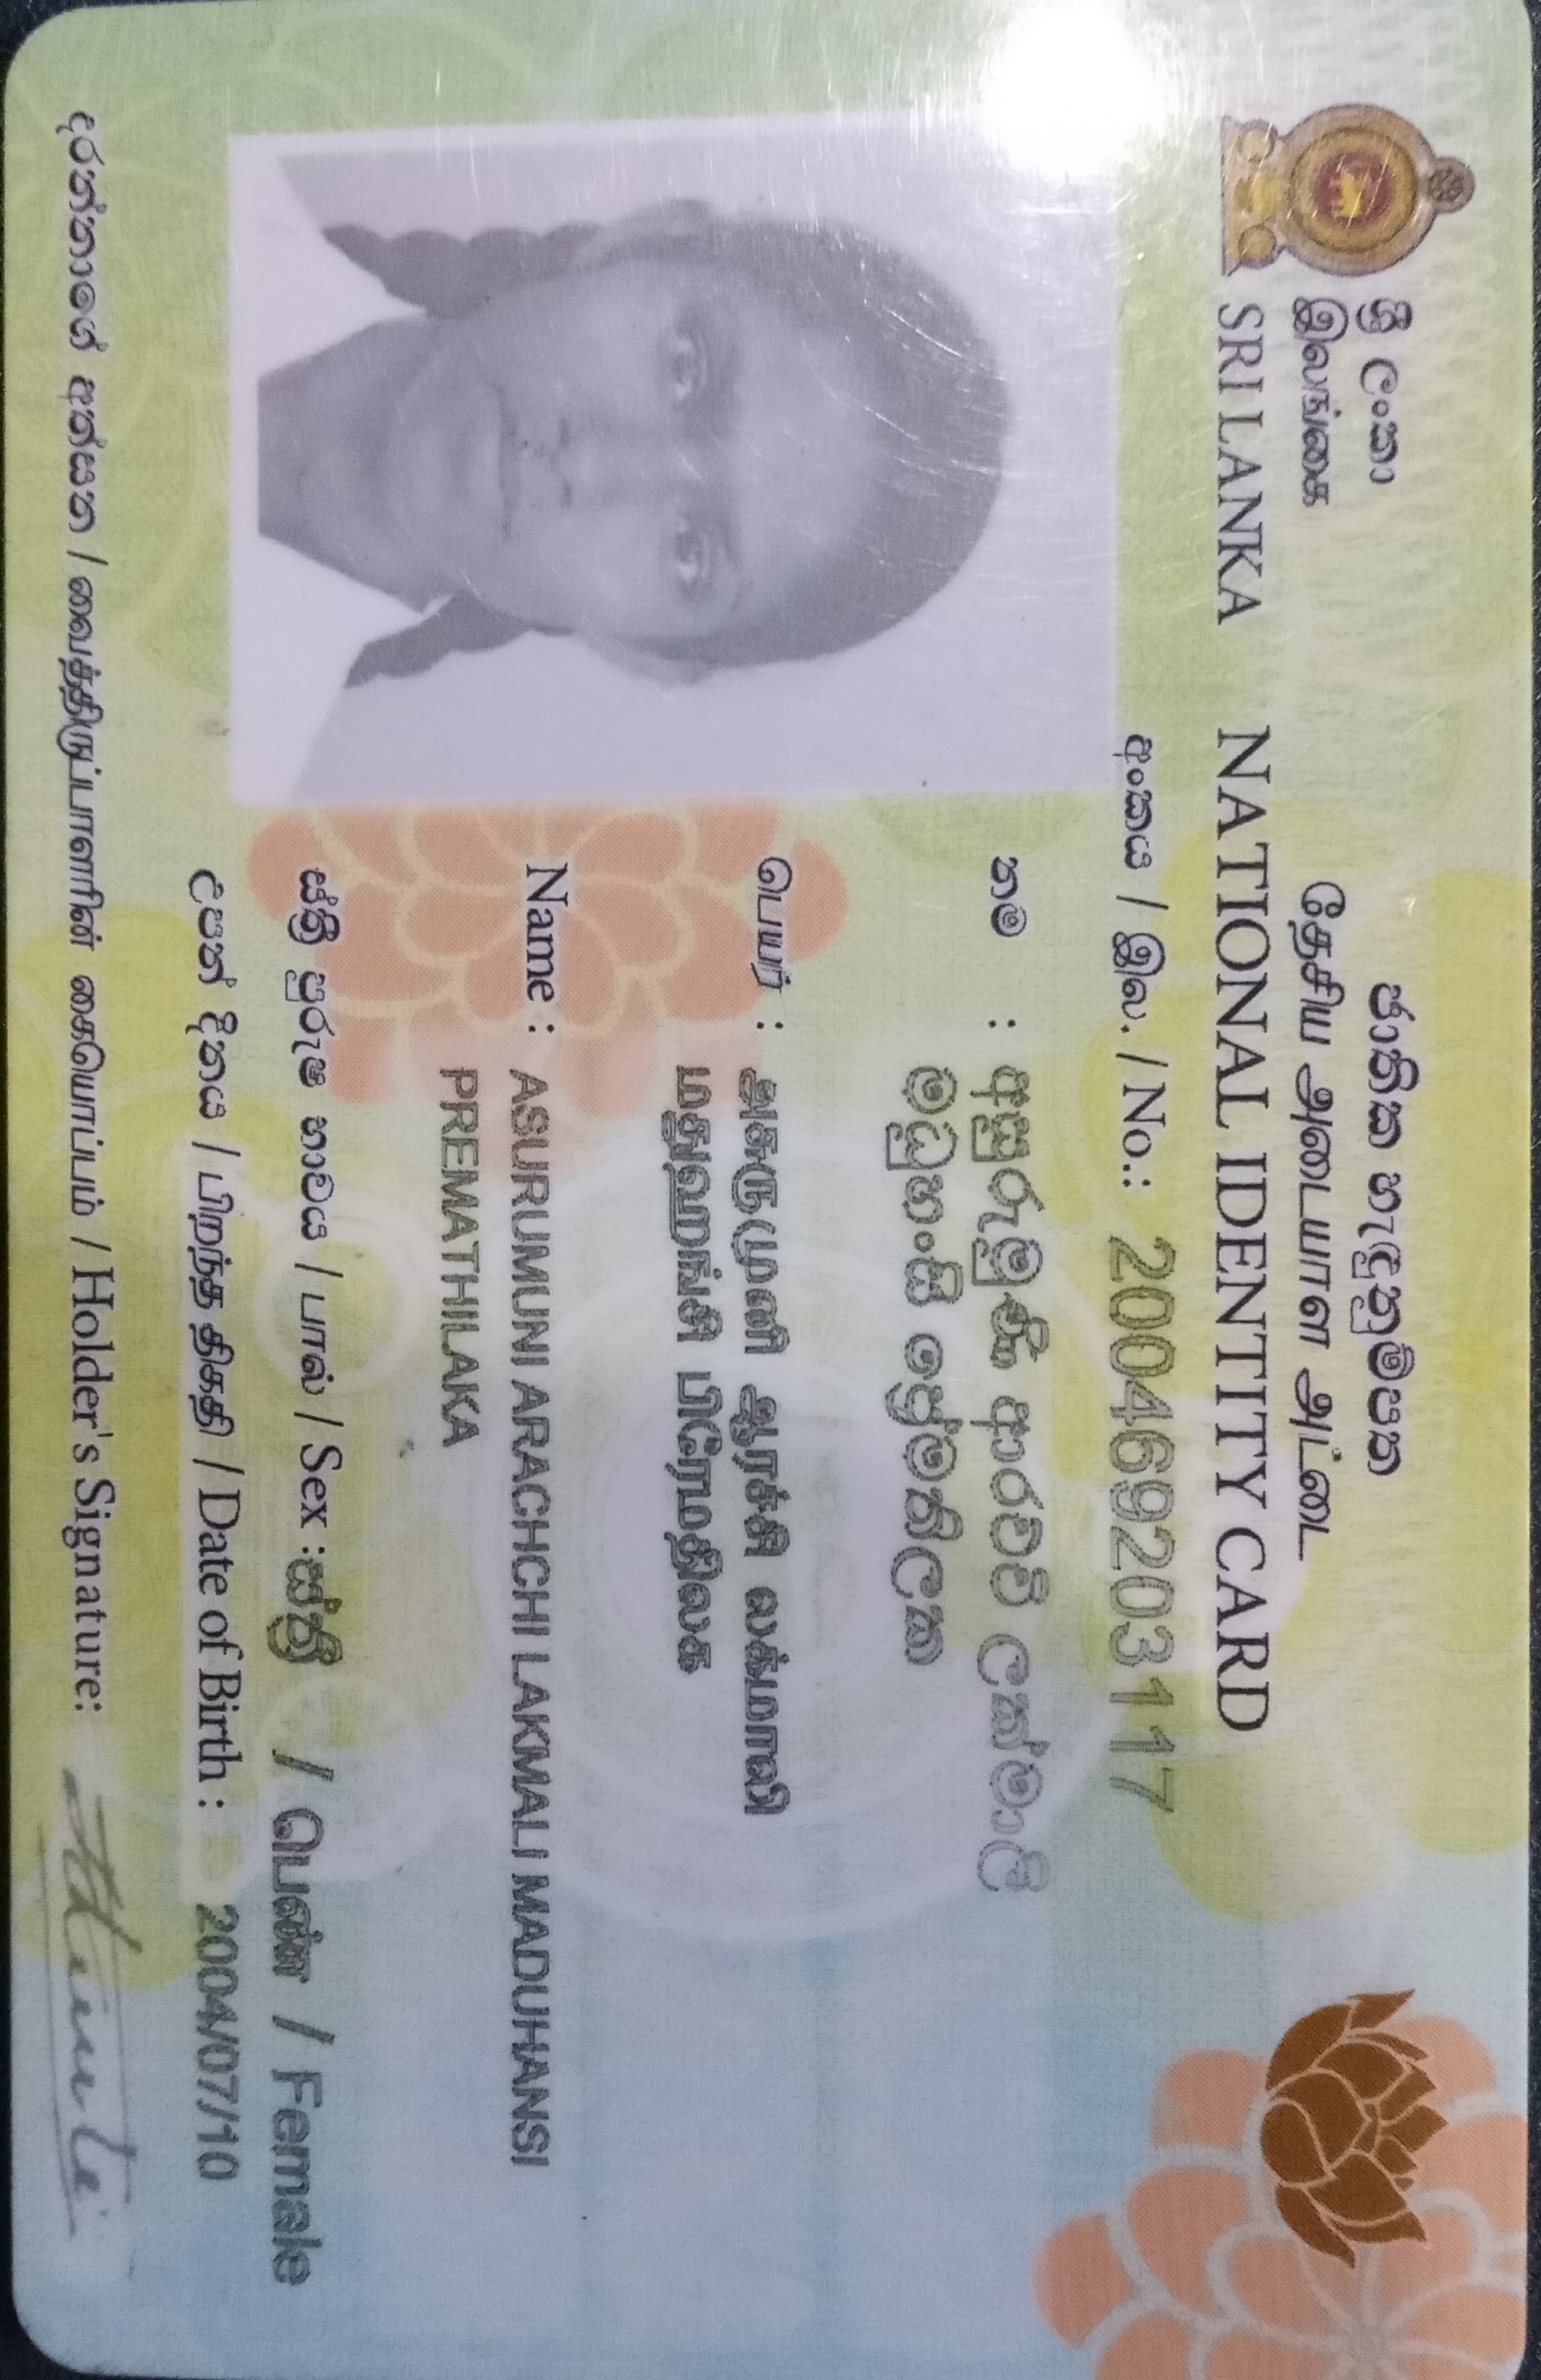 ශ්‍රී ලංකා ජාතික හැඳුනුම්පත
இலங்கை தேசிய அடையாள அட்டை
SRI LANKA NATIONAL IDENTITY CARD
අංකය / இல. / No.: 200469203117
නම : අසුරුමුණි ආරච්චි ලක්මාලි
මධුහංසි ප්‍රේමතිලක
பெயர் : அசுருமுனி ஆரச்சி லக்மாலி
மதுஹங்சி பிரேமதிலக
Name : ASURUMUNI ARACHCHI LAKMALI MADUHANSI
PREMATHILAKA
ස්ත්‍රී පුරුෂ භාවය / பால் / Sex : ස්ත්‍රී / பெண் / Female
උපන් දිනය / பிறந்த திகதி / Date of Birth : 2004/07/10
දරන්නාගේ අත්සන / வைத்திருப்பாளரின் கையொப்பம் / Holder's Signature: